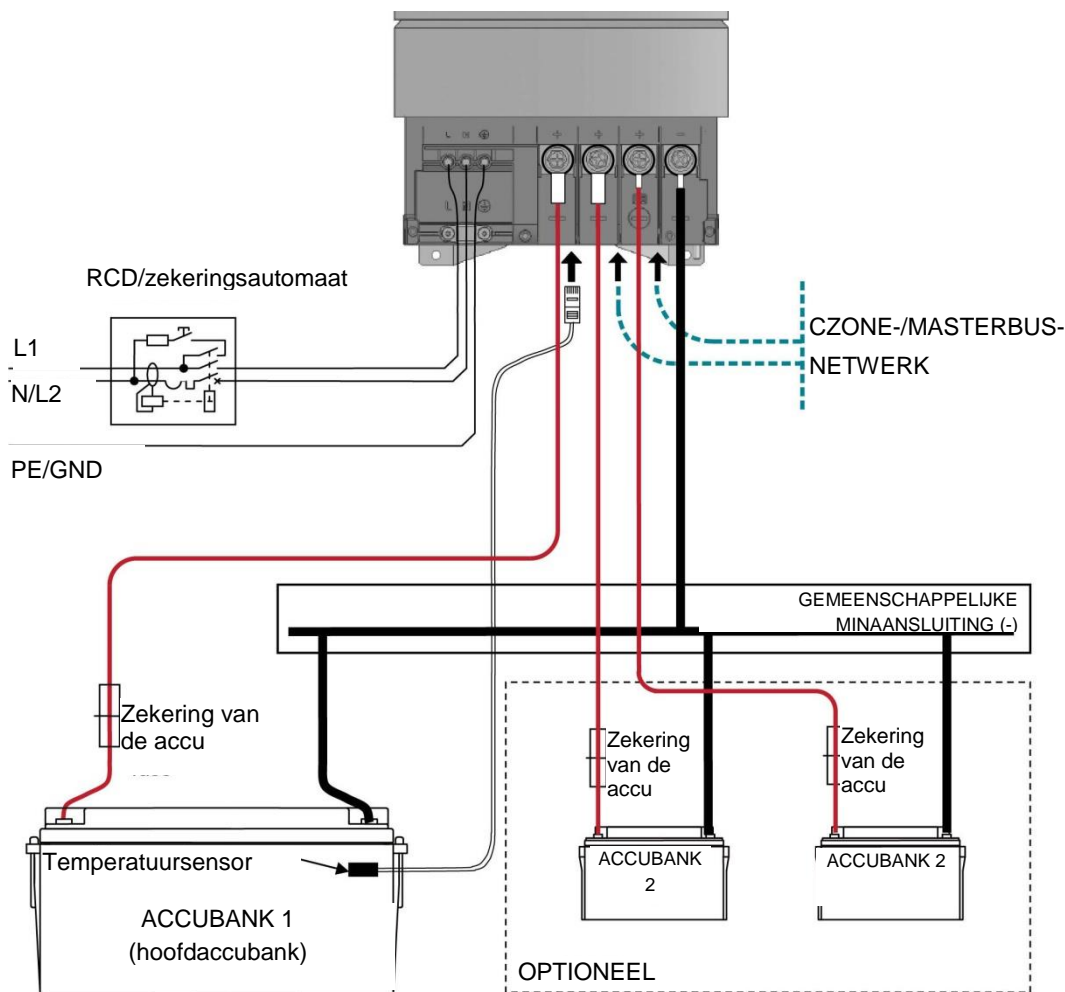 L N
+ + + -
L N
RCD/zekeringsautomaat
L1
N/L2
PE/GND
CZONE-/MASTERBUS-
NETWERK
GEMEENSCHAPPELIJKE
MINAANSLUITING (-)
Zekering van
de accu
Zekering
van de
accu
Zekering
van de
accu
Temperatuursensor
ACCUBANK 1
(hoofdaccubank)
ACCUBANK
2
ACCUBANK 2
OPTIONEEL